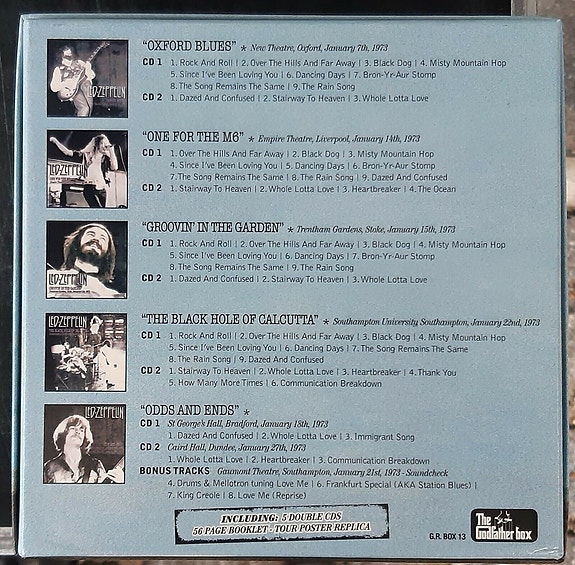 "OXFORD BLUES" * New Theatre, Oxford, January 7th, 1973
CD 1 1. Rock And Roll | 2. Over The Hills And Far Away | 3. Black Dog | 4. Misty Mountain Hop
5. Since I've Been Loving You | 6. Dancing Days | 7. Bron-Yr-Aur Stomp
8. The Song Remains The Same | 9. The Rain Song
CD 2 1. Dazed And Confused | 2. Stairway To Heaven | 3. Whole Lotta Love
LED ZEPPELIN
"ONE FOR THE M6" * Empire Theatre, Liverpool, January 14th, 1973
CD 1 1. Over The Hills And Far Away | 2. Black Dog | 3. Misty Mountain Hop
4. Since I've Been Loving You | 5. Dancing Days | 6. Bron-Yr-Aur Stomp
7. The Song Remains The Same | 8. The Rain Song | 9. Dazed And Confused
CD 2 1. Stairway To Heaven | 2. Whole Lotta Love | 3. Heartbreaker | 4. The Ocean
LED ZEPPELIN
"GROOVIN' IN THE GARDEN" * Trentham Gardens, Stoke, January 15th, 1973
CD 1 1. Rock And Roll | 2. Over The Hills And Far Away | 3. Black Dog | 4. Misty Mountain Hop
5. Since I've Been Loving You | 6. Dancing Days | 7. Bron-Yr-Aur Stomp
8. The Song Remains The Same | 9. The Rain Song
CD 2 1. Dazed And Confused | 2. Stairway To Heaven | 3. Whole Lotta Love
LED ZEPPELIN
"THE BLACK HOLE OF CALCUTTA" * Southampton University, Southampton, January 22nd, 1973
CD 1 1. Rock And Roll | 2. Over The Hills And Far Away | 3. Black Dog | 4. Misty Mountain Hop
5. Since I've Been Loving You | 6. Dancing Days | 7. The Song Remains The Same
8. The Rain Song | 9. Dazed And Confused
CD 2 1. Stairway To Heaven | 2. Whole Lotta Love | 3. Heartbreaker | 4. Thank You
5. How Many More Times | 6. Communication Breakdown
LED ZEPPELIN
"ODDS AND ENDS" *
CD 1 St George's Hall, Bradford, January 18th, 1973
1. Dazed And Confused | 2. Whole Lotta Love | 3. Immigrant Song
CD 2 Caird Hall, Dundee, January 27th, 1973
1. Whole Lotta Love | 2. Heartbreaker | 3. Communication Breakdown
BONUS TRACKS Gaumont Theatre, Southampton, January 21st, 1973 - Soundcheck
4. Drums & Mellotron tuning Love Me | 6. Frankfurt Special (AKA Station Blues) |
7. King Creole | 8. Love Me (Reprise)
LED ZEPPELIN
INCLUDING: 5 DOUBLE CDS
56 PAGE BOOKLET - TOUR POSTER REPLICA
G.R. BOX 13
The
Godfather box